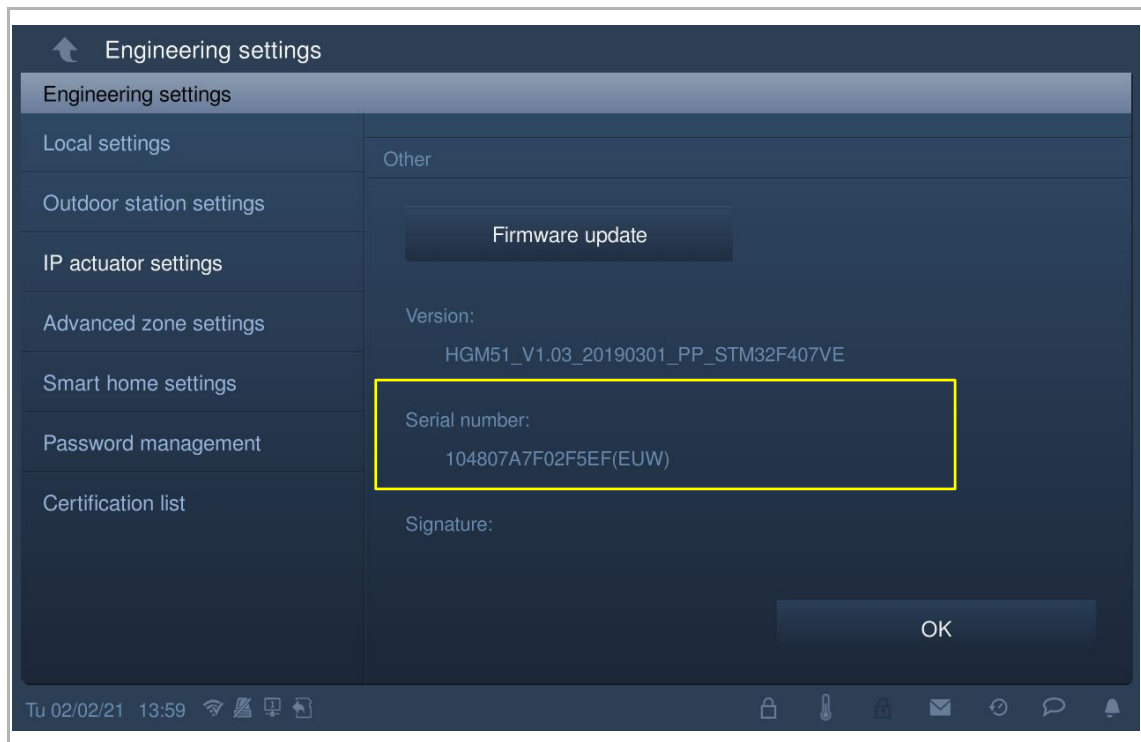 Engineering settings
Engineering settings
Local settings
Outdoor station settings
IP actuator settings
Advanced zone settings
Smart home settings
Password management
Certification list
Other
Firmware update
Version:
HGM51_V1.03_20190301_PP_STM32F407VE
Serial number:
104807A7F02F5EF(EUW)
Signature:
OK
Tu 02/02/21 13:59
1